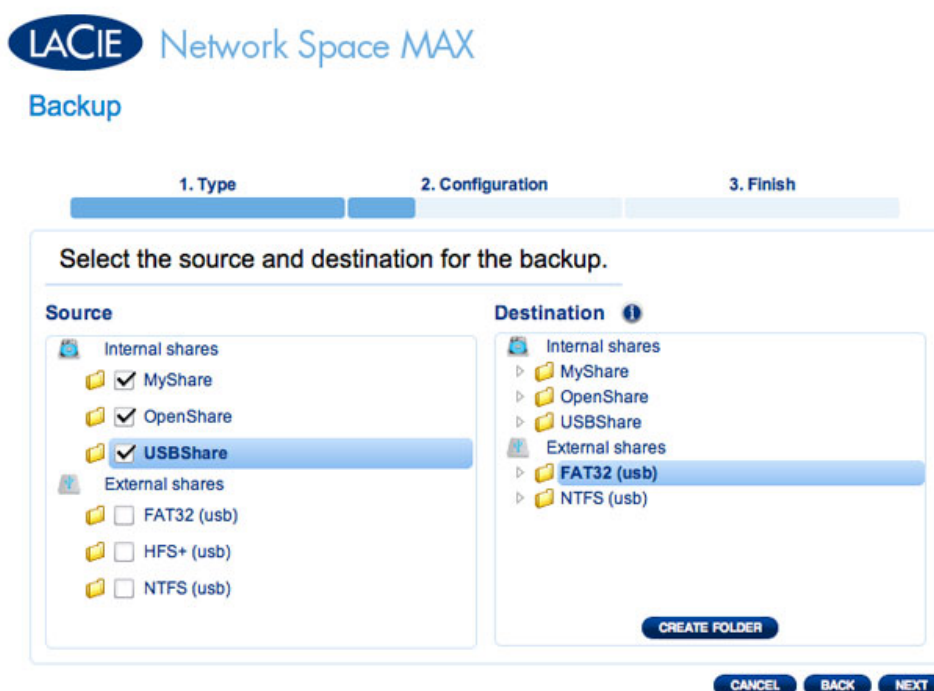 LACIE Network Space MAX
Backup
1. Type 2. Configuration 3. Finish
Select the source and destination for the backup.
Source
Internal shares
MyShare
OpenShare
USBShare
External shares
FAT32 (usb)
HFS+ (usb)
NTFS (usb)
Destination i
Internal shares
MyShare
OpenShare
USBShare
External shares
FAT32 (usb)
NTFS (usb)
CREATE FOLDER
CANCEL BACK NEXT